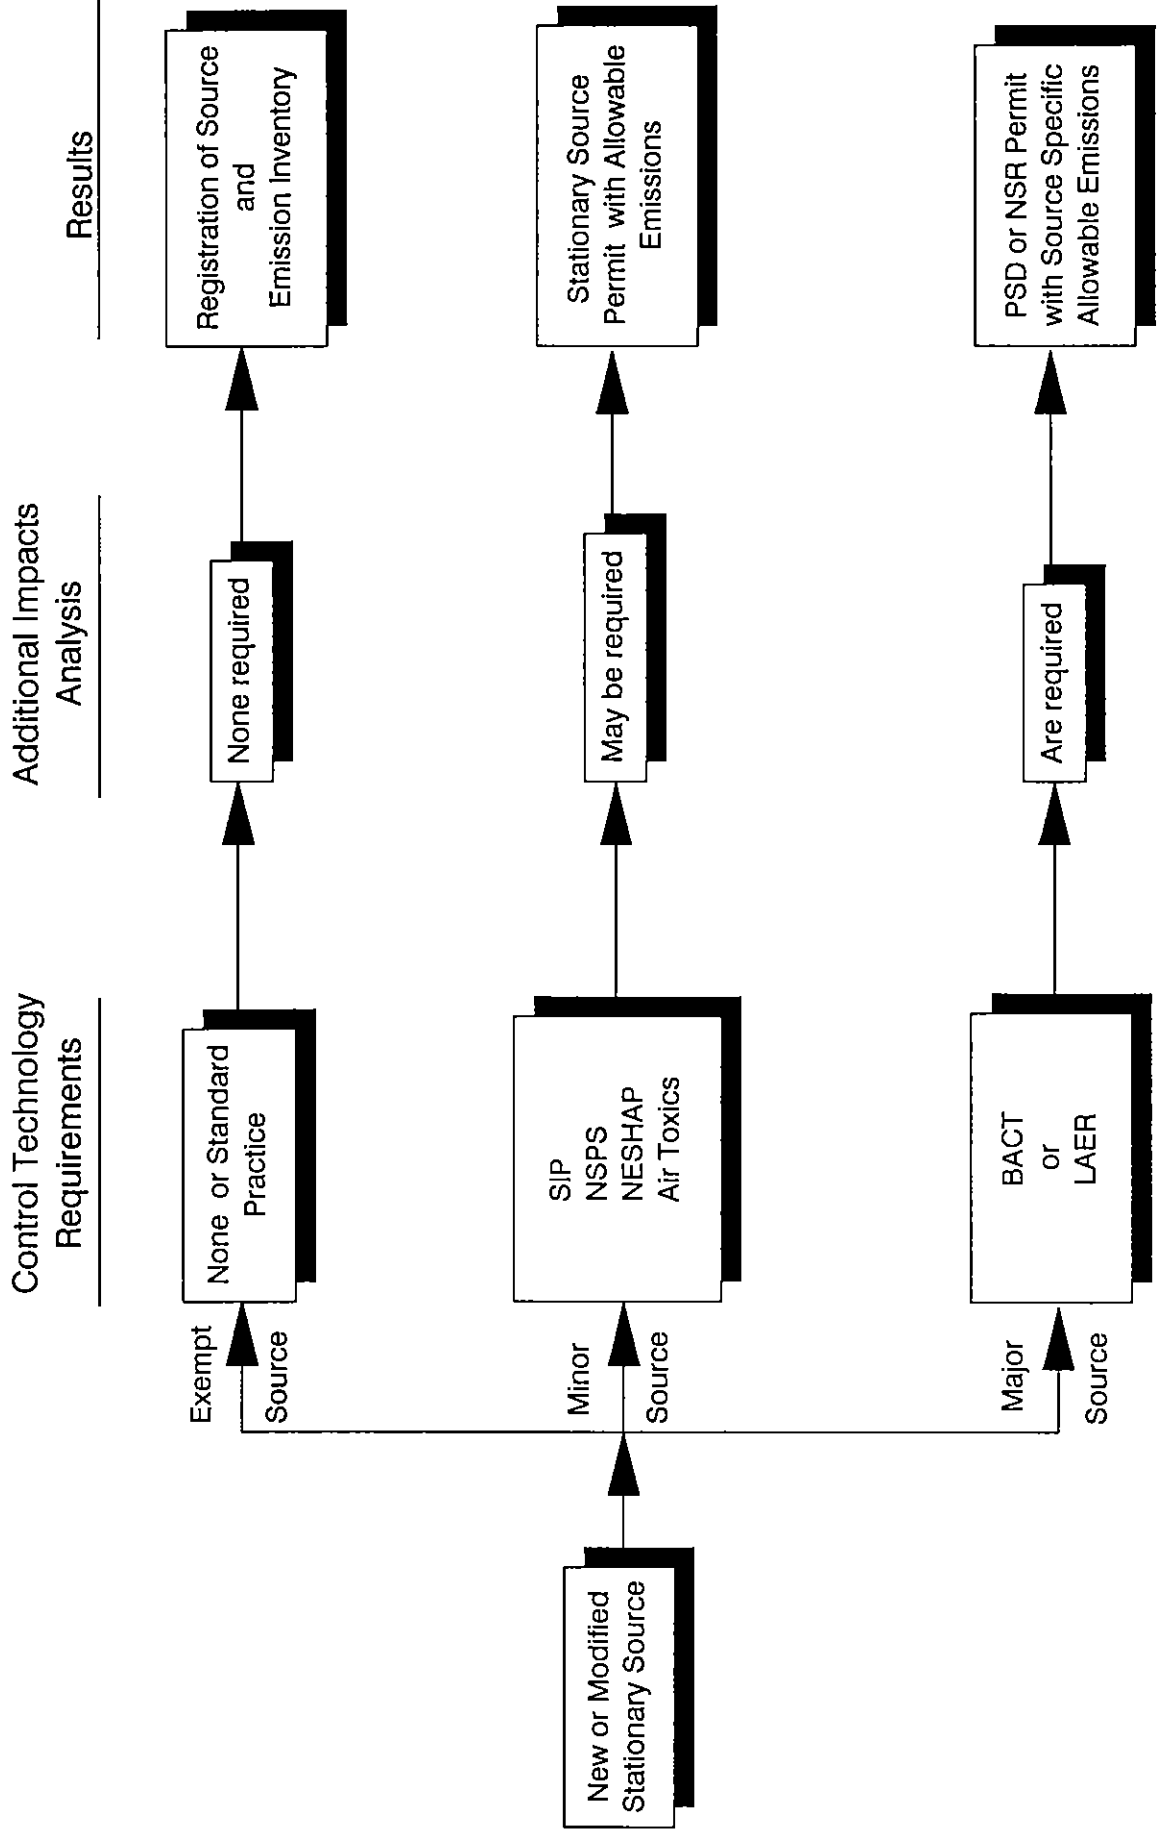 Control Technology
Requirements
Additional Impacts
Analysis
Results
New or Modified
Stationary Source
Exempt
Source
None or Standard
Practice
None required
Registration of Source
and
Emission Inventory
Minor
Source
SIP
NSPS
NESHAP
Air Toxics
May be required
Stationary Source
Permit with Allowable
Emissions
Major
Source
BACT
or
LAER
Are required
PSD or NSR Permit
with Source Specific
Allowable Emissions